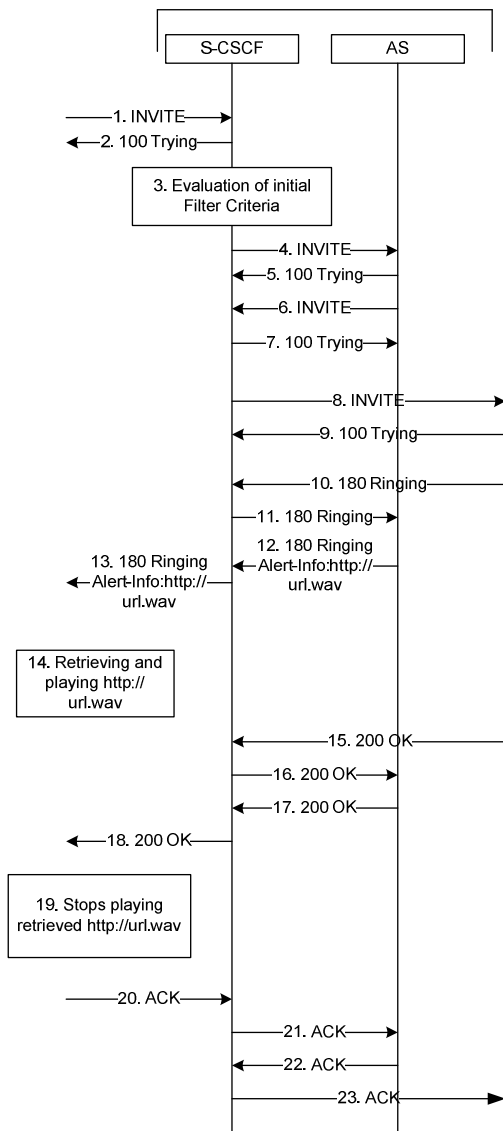 S-CSCF
AS
1. INVITE
2. 100 Trying
3. Evaluation of initial
Filter Criteria
4. INVITE
5. 100 Trying
6. INVITE
7. 100 Trying
8. INVITE
9. 100 Trying
10. 180 Ringing
11. 180 Ringing
12. 180 Ringing
Alert-Info:http://
url.wav
13. 180 Ringing
Alert-Info:http://
url.wav
14. Retrieving and
playing http://
url.wav
15. 200 OK
16. 200 OK
17. 200 OK
18. 200 OK
19. Stops playing
retrieved http://url.wav
20. ACK
21. ACK
22. ACK
23. ACK